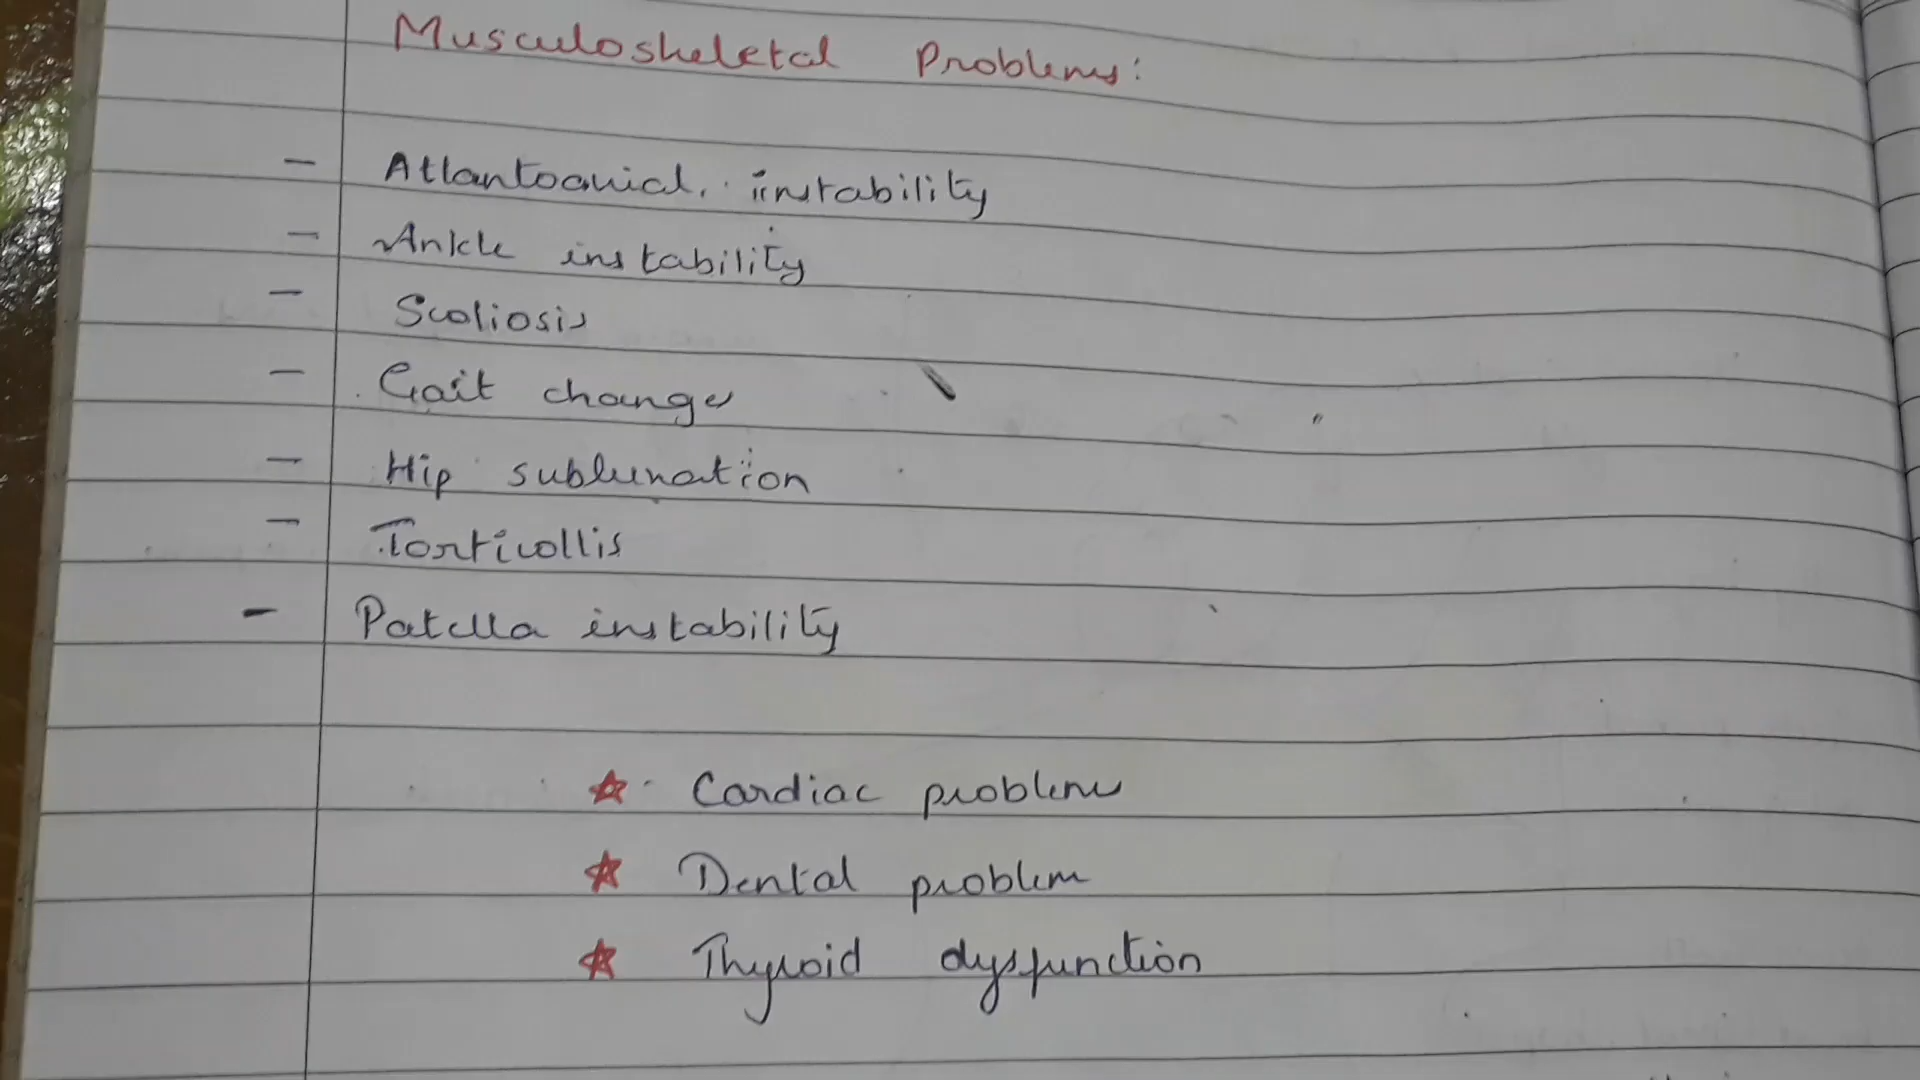 Musculoskeletal Problems:
- Atlantoaxial instability
- Ankle instability
- Scoliosis
- Gait changes
- Hip subluxation
- Torticollis
- Patella instability
☆ Cardiac problems
☆ Dental problem
☆ Thyroid dysfunction